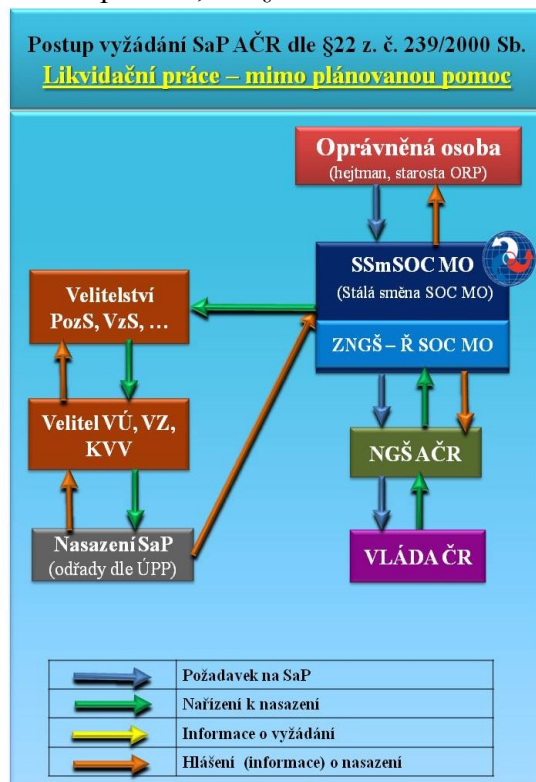 Postup vyžádání SaP AČR dle §22 z. č. 239/2000 Sb.
Likvidační práce – mimo plánovanou pomoc
Oprávněná osoba
(hejtman, starosta ORP)
SSmSOC MO
(Stálá směna SOC MO)
ZNGŠ – Ř SOC MO
Velitelství
PozS, VzS, ...
Velitel VÚ, VZ,
KVV
NGŠ AČR
Nasazení SaP
(odřady dle ÚPP)
VLÁDA ČR
Požadavek na SaP
Nařízení k nasazení
Informace o vyžádání
Hlášení (informace) o nasazení